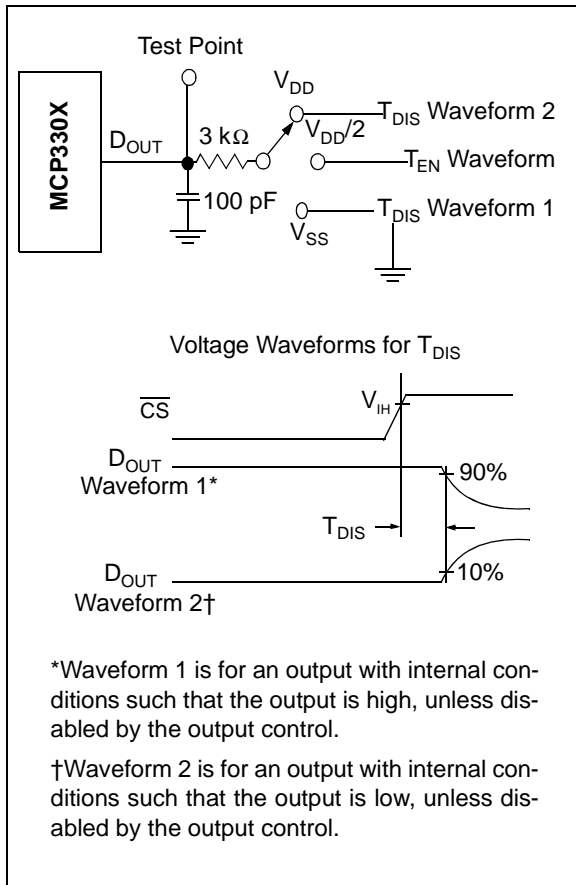 Test Point
MCP330X
D_OUT
3 kΩ
100 pF
V_DD
T_DIS Waveform 2
V_DD/2
T_EN Waveform
T_DIS Waveform 1
V_SS
Voltage Waveforms for T_DIS
CS̅
V_IH
D_OUT
Waveform 1*
90%
T_DIS
D_OUT
Waveform 2†
10%
*Waveform 1 is for an output with internal con-
ditions such that the output is high, unless dis-
abled by the output control.
†Waveform 2 is for an output with internal con-
ditions such that the output is low, unless dis-
abled by the output control.